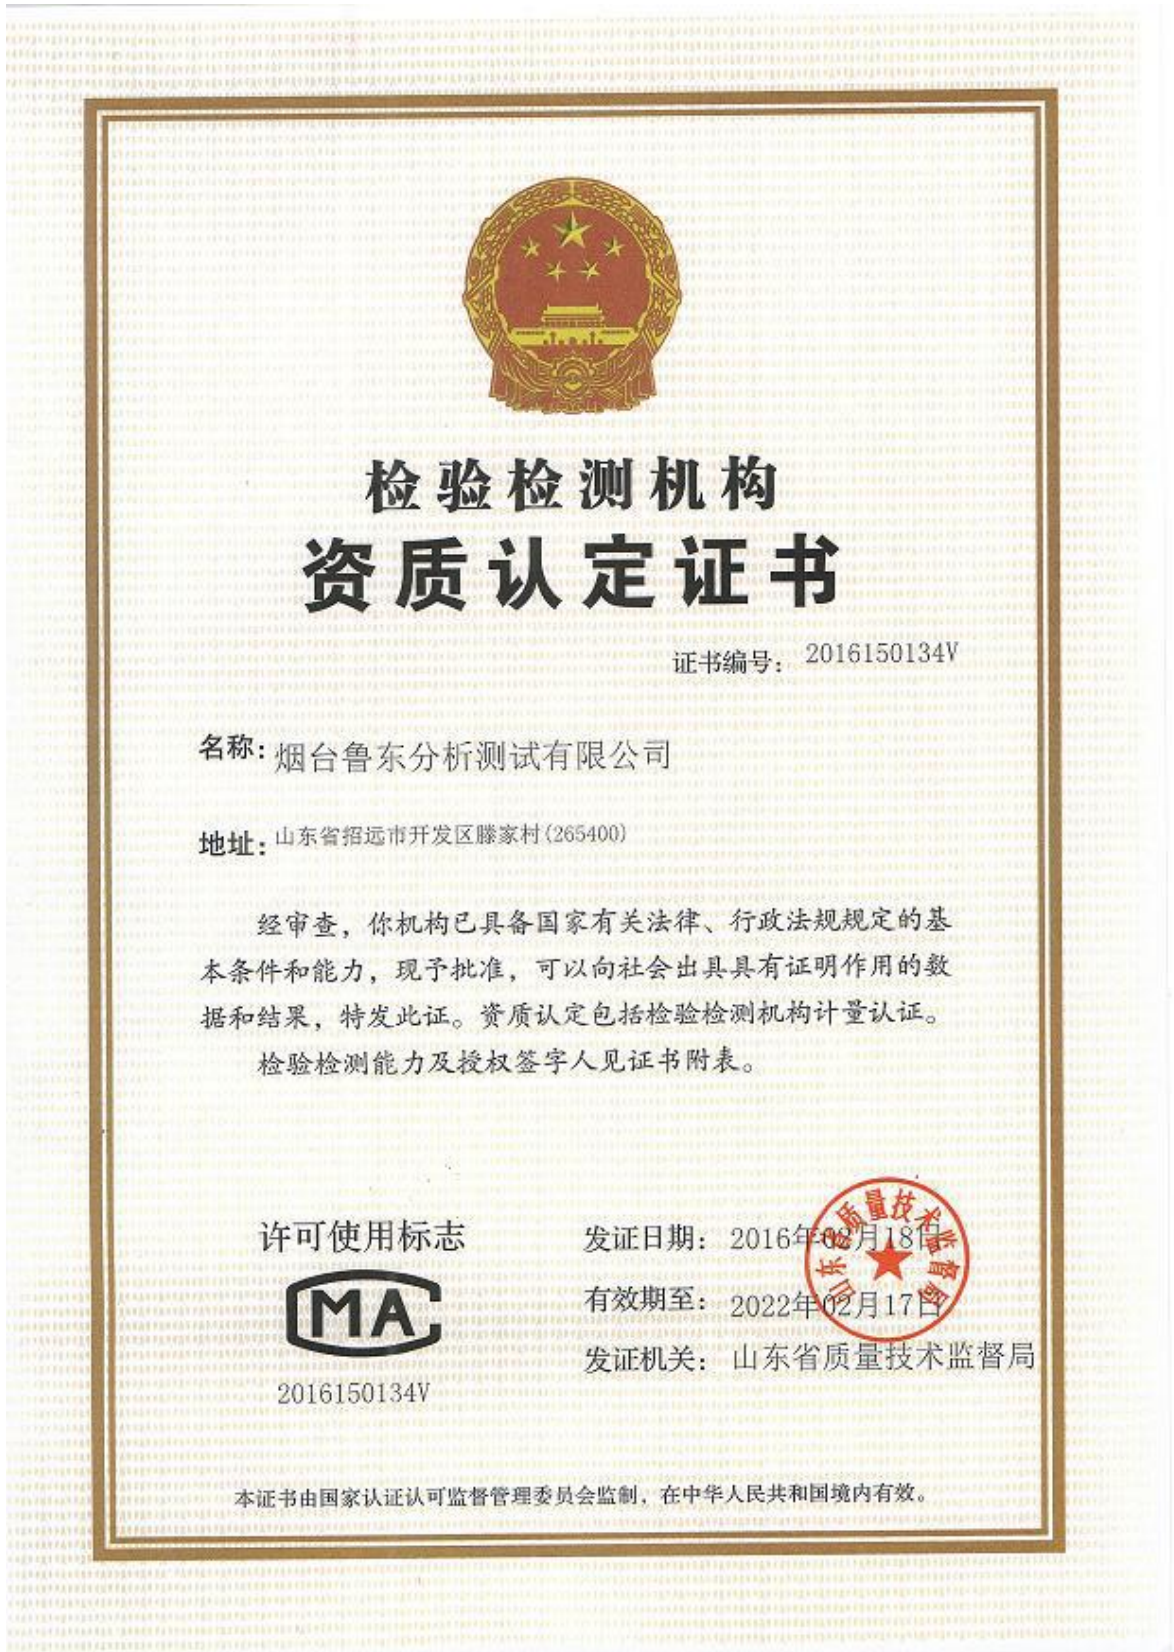 检验检测机构
资质认定证书
证书编号： 2016150134V
名称：烟台鲁东分析测试有限公司
地址：山东省招远市开发区滕家村(265400)
经审查，你机构已具备国家有关法律、行政法规规定的基
本条件和能力，现予批准，可以向社会出具具有证明作用的数
据和结果，特发此证。资质认定包括检验检测机构计量认证。
检验检测能力及授权签字人见证书附表。
许可使用标志
MA
2016150134V
发证日期： 2016年02月18日
有效期至： 2022年02月17日
发证机关： 山东省质量技术监督局
山东省质量技术监督局
本证书由国家认证认可监督管理委员会监制，在中华人民共和国境内有效。